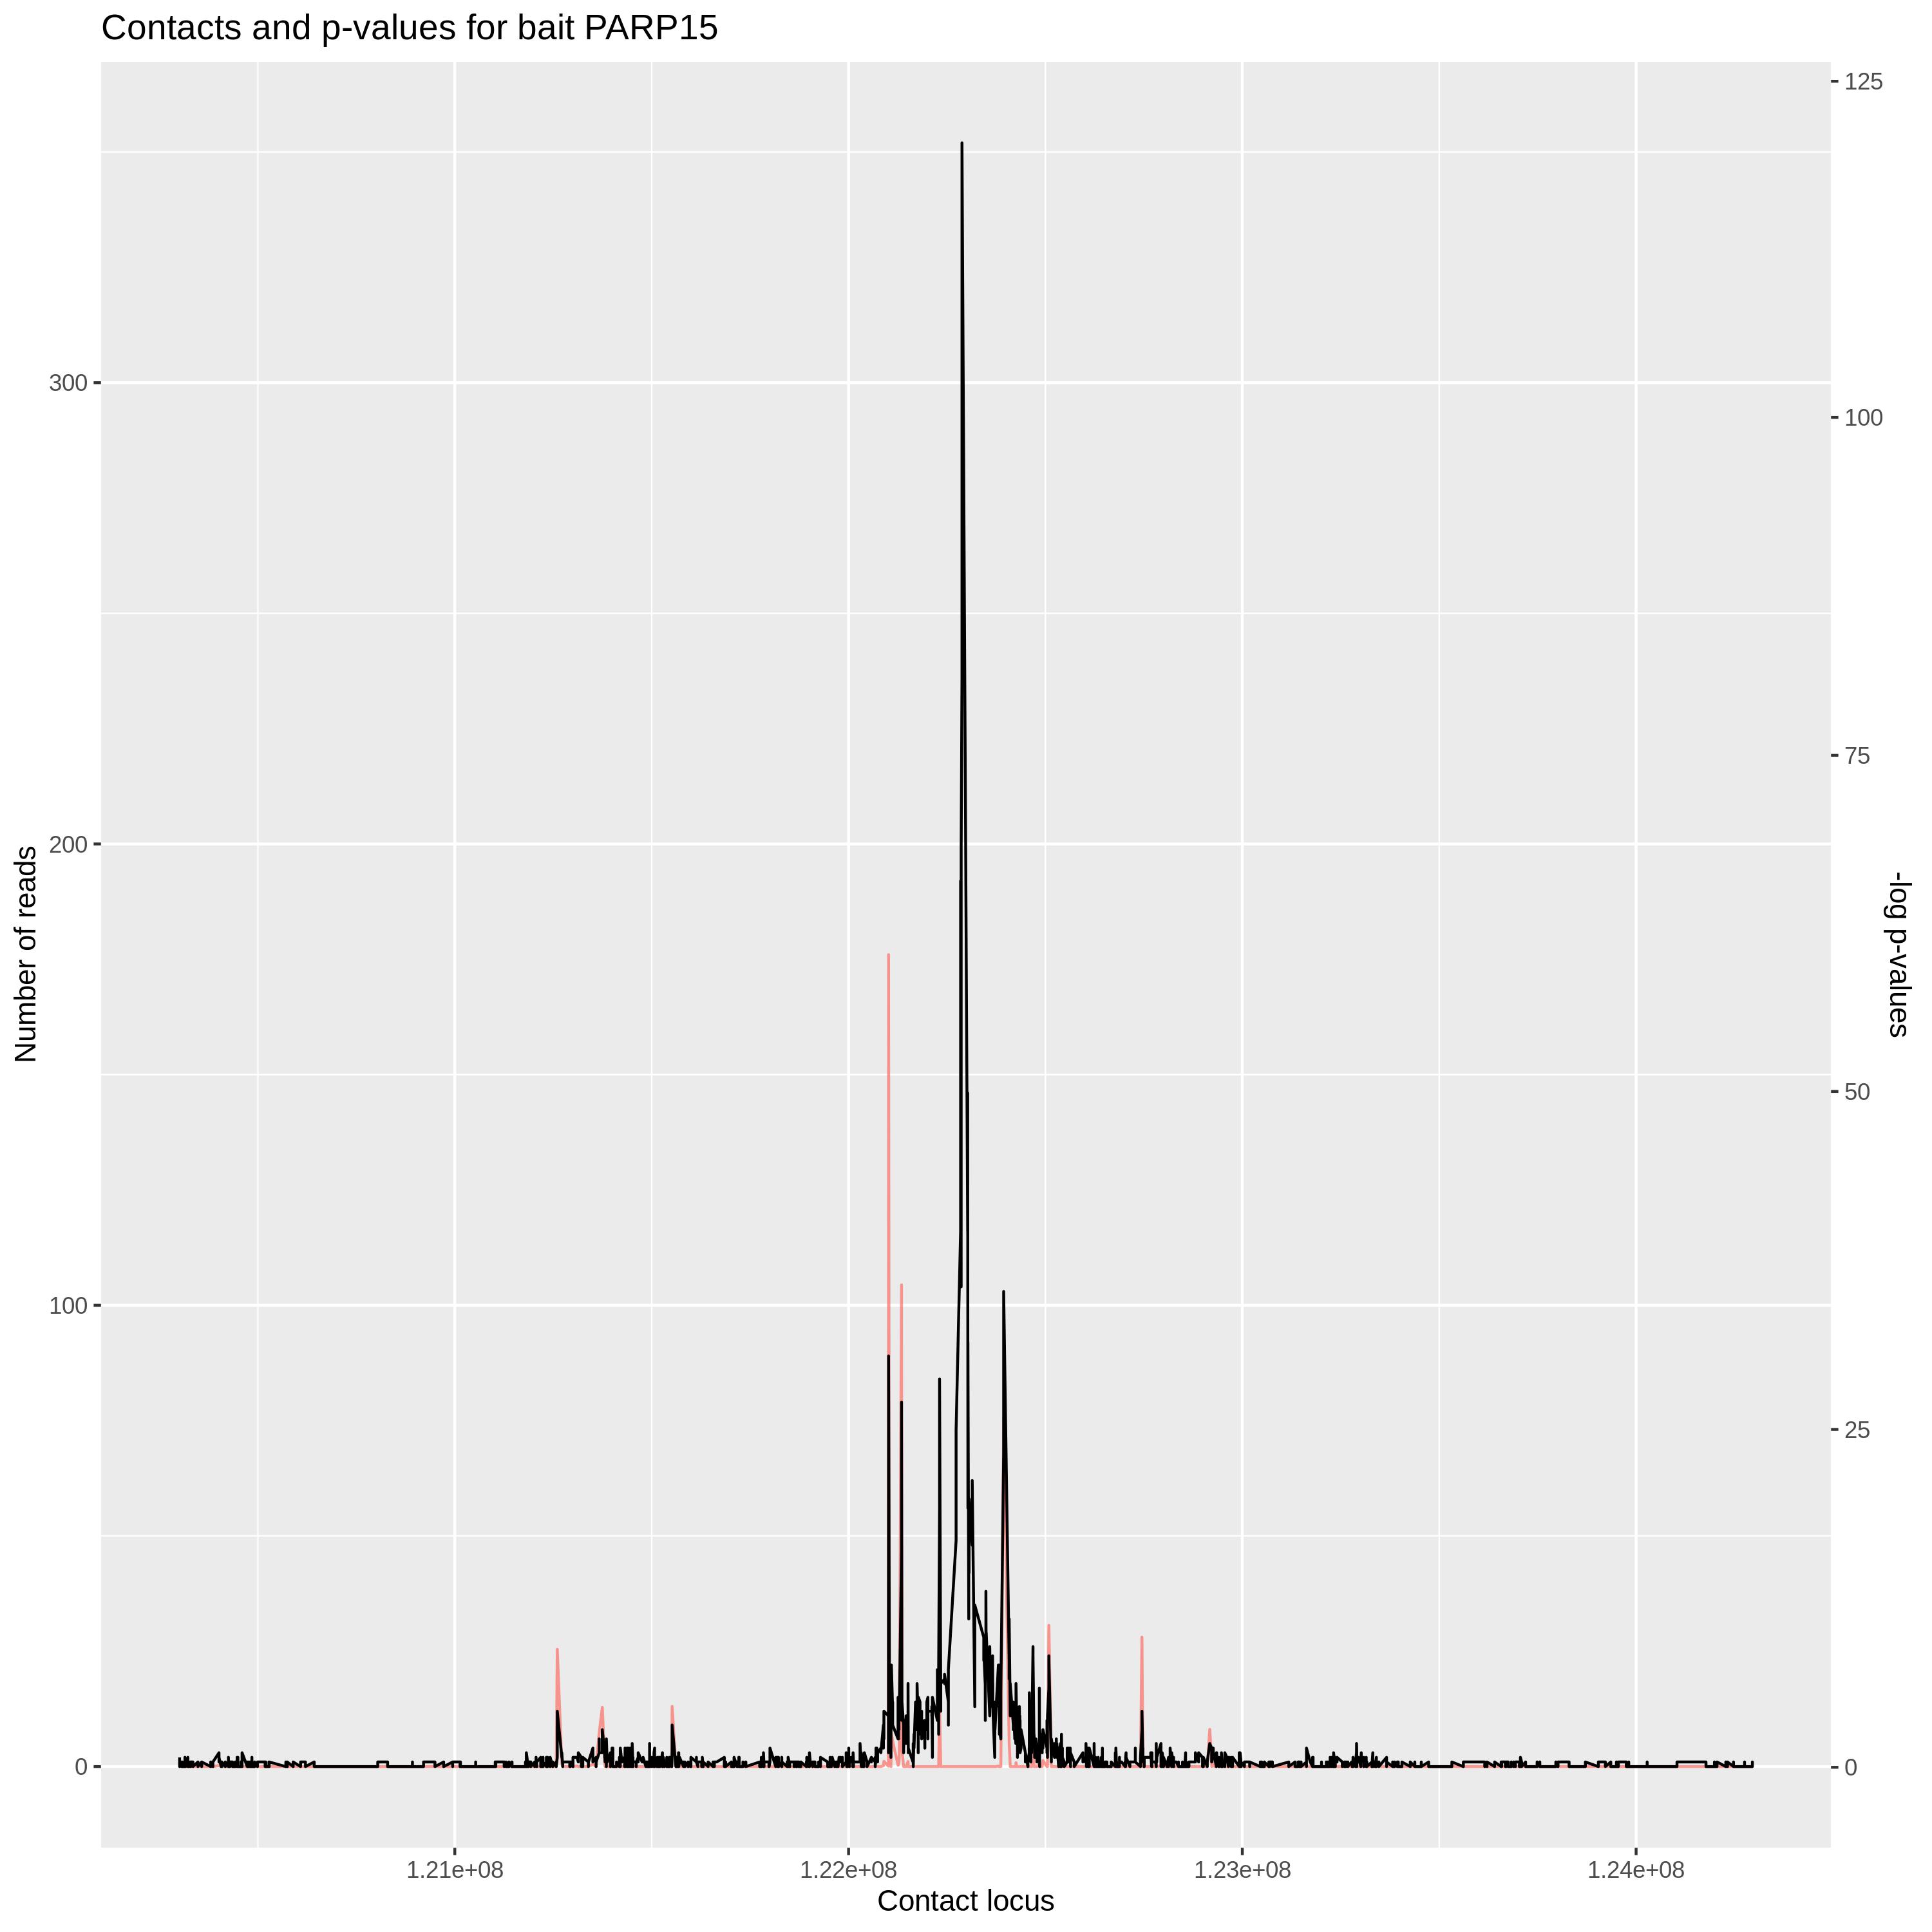 Contacts and p-values for bait PARP15
125
300
100
200
75
Number of reads
-log p-values
50
100
25
0
0
1.21e+08
1.22e+08
1.23e+08
1.24e+08
Contact locus